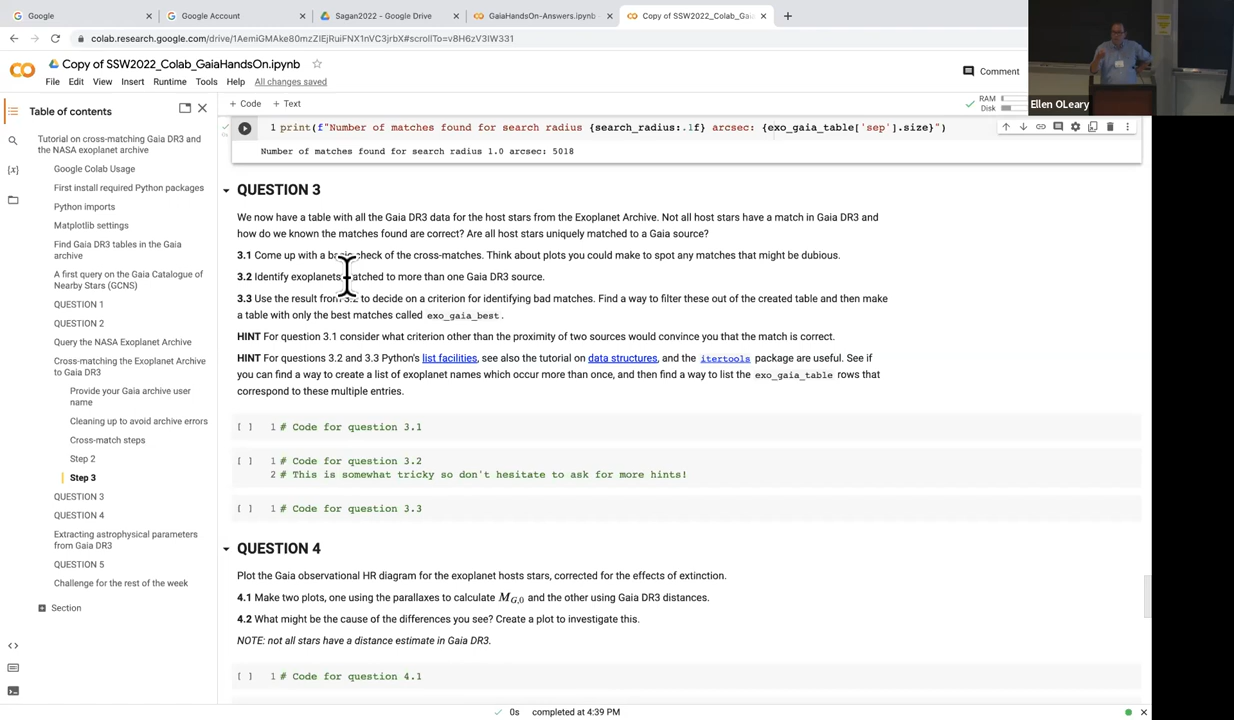 Google
Google Account
Sagan2022 - Google Drive
GaiaHandsOn-Answers.ipynb
Copy of SSW2022_Colab_Gai
colab.research.google.com/drive/1AemiGMAke80mzZIEjRuiFNX1nVC3jrbX#scrollTo=v8H6zV3IW331
Copy of SSW2022_Colab_GaiaHandsOn.ipynb
Comment
File Edit View Insert Runtime Tools Help All changes saved
Ellen OLeary
Table of contents
+ Code + Text
RAM
Disk
Tutorial on cross-matching Gaia DR3 and
the NASA exoplanet archive
Google Colab Usage
First install required Python packages
Python imports
Matplotlib settings
Find Gaia DR3 tables in the Gaia
archive
A first query on the Gaia Catalogue of
Nearby Stars (GCNS)
QUESTION 1
QUESTION 2
Query the NASA Exoplanet Archive
Cross-matching the Exoplanet Archive
to Gaia DR3
Provide your Gaia archive user
name
Cleaning up to avoid archive errors
Cross-match steps
Step 2
Step 3
QUESTION 3
QUESTION 4
Extracting astrophysical parameters
from Gaia DR3
QUESTION 5
Challenge for the rest of the week
Section
1 print(f"Number of matches found for search radius {search_radius:.1f} arcsec: {exo_gaia_table['sep'].size}")
Number of matches found for search radius 1.0 arcsec: 5018
QUESTION 3
We now have a table with all the Gaia DR3 data for the host stars from the Exoplanet Archive. Not all host stars have a match in Gaia DR3 and
how do we known the matches found are correct? Are all host stars uniquely matched to a Gaia source?
3.1 Come up with a basic check of the cross-matches. Think about plots you could make to spot any matches that might be dubious.
3.2 Identify exoplanets matched to more than one Gaia DR3 source.
3.3 Use the result from 3.2 to decide on a criterion for identifying bad matches. Find a way to filter these out of the created table and then make
a table with only the best matches called exo_gaia_best.
HINT For question 3.1 consider what criterion other than the proximity of two sources would convince you that the match is correct.
HINT For questions 3.2 and 3.3 Python's list facilities, see also the tutorial on data structures, and the itertools package are useful. See if
you can find a way to create a list of exoplanet names which occur more than once, and then find a way to list the exo_gaia_table rows that
correspond to these multiple entries.
[ ] 1 # Code for question 3.1
[ ] 1 # Code for question 3.2
2 # This is somewhat tricky so don't hesitate to ask for more hints!
[ ] 1 # Code for question 3.3
QUESTION 4
Plot the Gaia observational HR diagram for the exoplanet hosts stars, corrected for the effects of extinction.
4.1 Make two plots, one using the parallaxes to calculate M_{G,0} and the other using Gaia DR3 distances.
4.2 What might be the cause of the differences you see? Create a plot to investigate this.
NOTE: not all stars have a distance estimate in Gaia DR3.
[ ] 1 # Code for question 4.1
0s completed at 4:39 PM